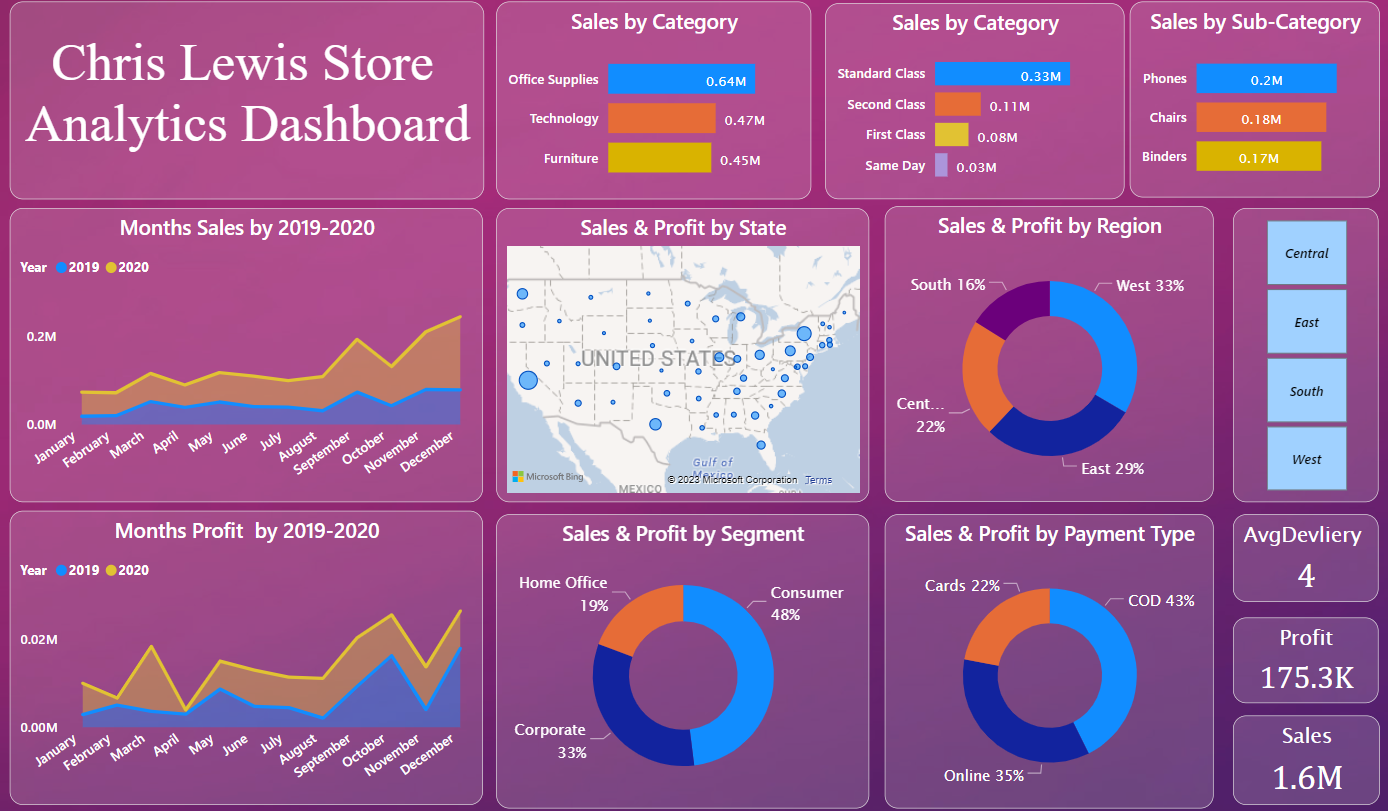 Chris Lewis Store
Analytics Dashboard
Sales by Category
Office Supplies
0.64M
Technology
0.47M
Furniture
0.45M
Sales by Category
Standard Class
0.33M
Second Class
0.11M
First Class
0.08M
Same Day
0.03M
Sales by Sub-Category
Phones
0.2M
Chairs
0.18M
Binders
0.17M
Months Sales by 2019-2020
Year 2019 2020
0.2M
0.0M
January
February
March
April
May
June
July
August
September
October
November
December
Sales & Profit by State
UNITED STATES
Gulf of
Mexico
MEXICO
Microsoft Bing
© 2023 Microsoft Corporation Terms
Sales & Profit by Region
South 16%
West 33%
Cent...
22%
East 29%
Central
East
South
West
Months Profit by 2019-2020
Year 2019 2020
0.02M
0.00M
January
February
March
April
May
June
July
August
September
October
November
December
Sales & Profit by Segment
Home Office
19%
Consumer
48%
Corporate
33%
Sales & Profit by Payment Type
Cards 22%
COD 43%
Online 35%
AvgDevliery
4
Profit
175.3K
Sales
1.6M